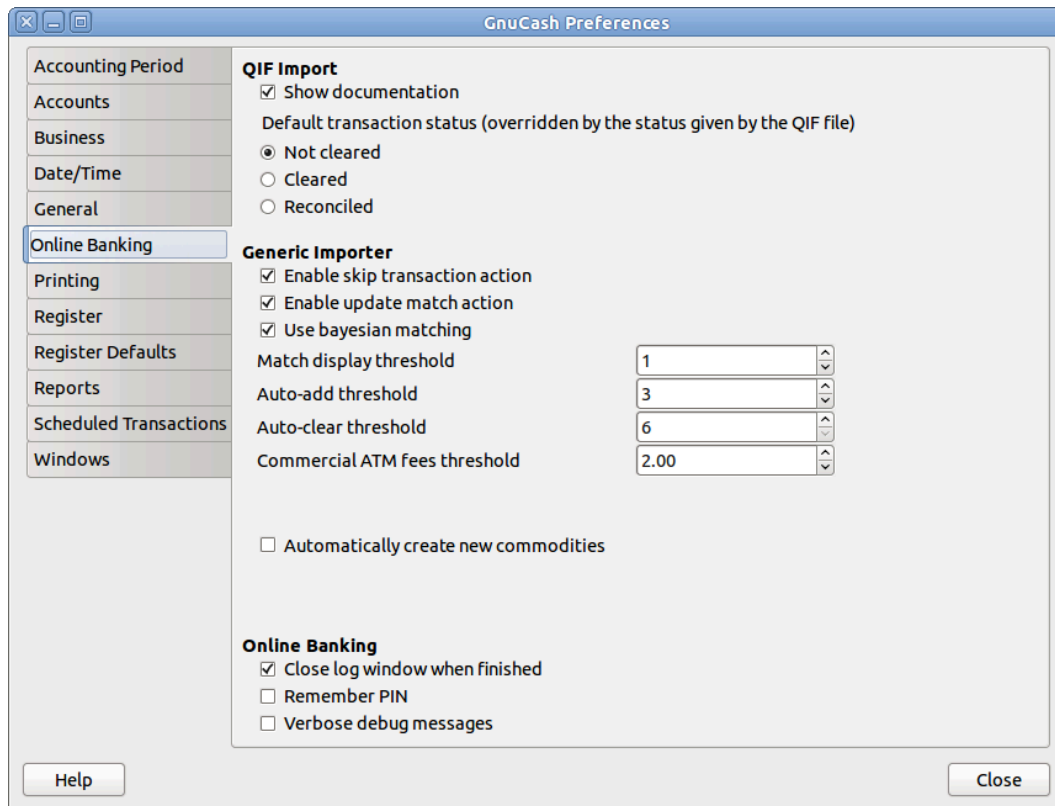 GnuCash Preferences
Accounting Period
Accounts
Business
Date/Time
General
Online Banking
Printing
Register
Register Defaults
Reports
Scheduled Transactions
Windows
QIF Import
Show documentation
Default transaction status (overridden by the status given by the QIF file)
Not cleared
Cleared
Reconciled
Generic Importer
Enable skip transaction action
Enable update match action
Use bayesian matching
Match display threshold 1
Auto-add threshold 3
Auto-clear threshold 6
Commercial ATM fees threshold 2.00
Automatically create new commodities
Online Banking
Close log window when finished
Remember PIN
Verbose debug messages
Help Close